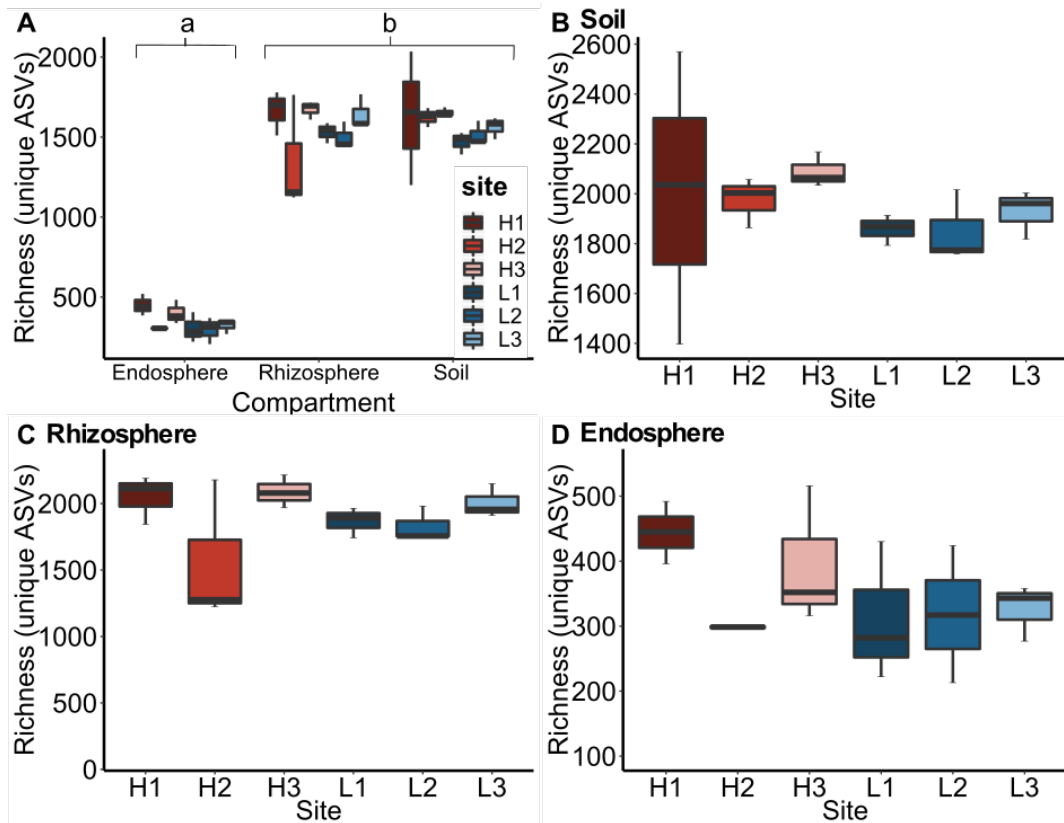 A
a
b
Richness (unique ASVs)
2000
1500
1000
500
site
H1
H2
H3
L1
L2
L3
Endosphere Rhizosphere Soil
Compartment
B Soil
Richness (unique ASVs)
2600
2400
2200
2000
1800
1600
1400
H1 H2 H3 L1 L2 L3
Site
C Rhizosphere
Richness (unique ASVs)
2000
1500
1000
500
0
H1 H2 H3 L1 L2 L3
Site
D Endosphere
Richness (unique ASVs)
500
400
300
200
100
H1 H2 H3 L1 L2 L3
Site